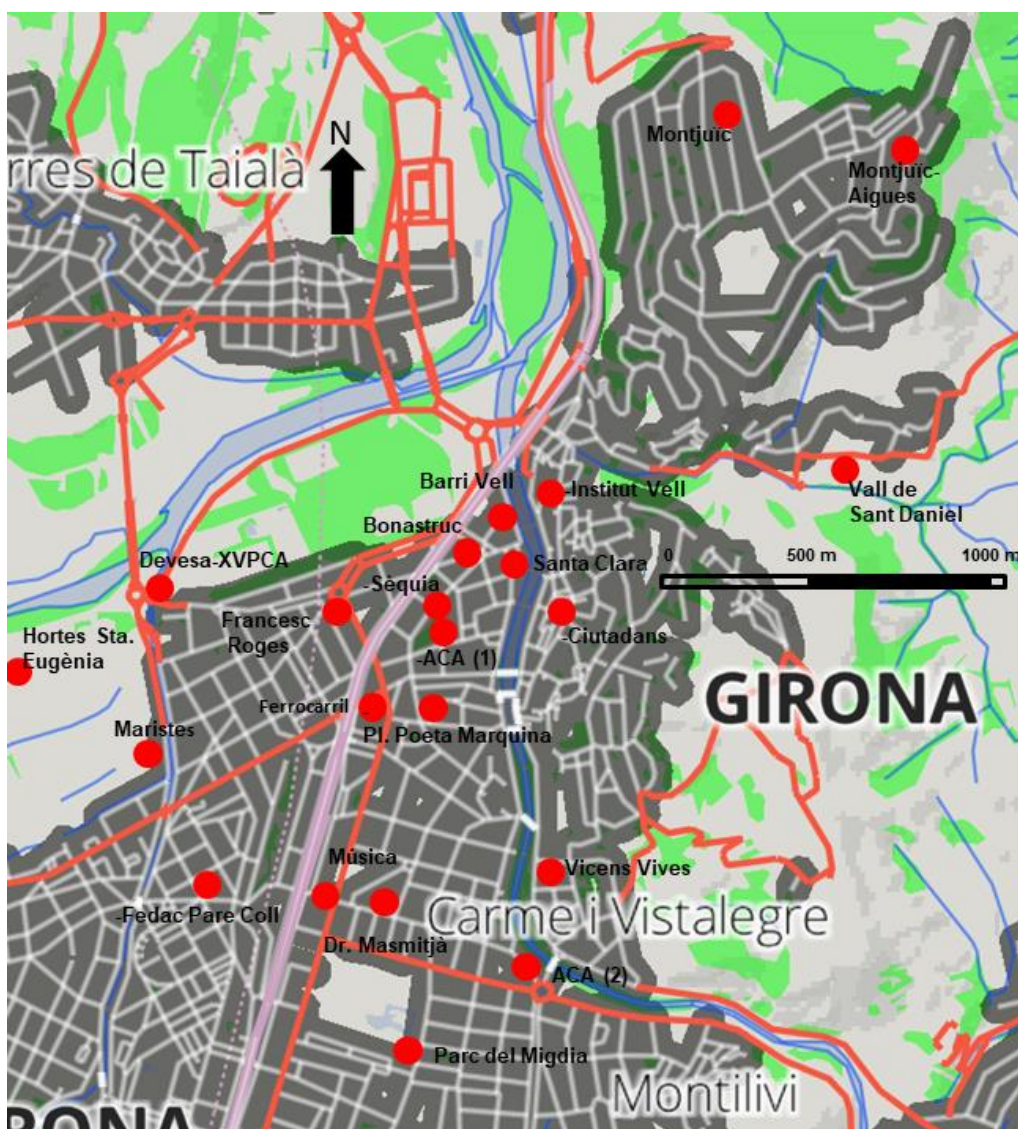 Montjuïc
N
rres de Taialà
Montjuïc-
Aigues
Barri Vell
-Institut Vell
Vall de
Sant Daniel
Bonastruc
0 500 m 1000 m
Devesa-XVPCA
Santa Clara
-Sèquia
Francesc
Roges
-Ciutadans
Hortes Sta.
Eugènia
-ACA (1)
GIRONA
Ferrocarril
Maristes
Pl. Poeta Marquina
Música
Vicens Vives
-Fedac Pare Coll
Carme i Vistalegre
Dr. Masmitjà
ACA (2)
Parc del Migdia
Montilivi
RONA